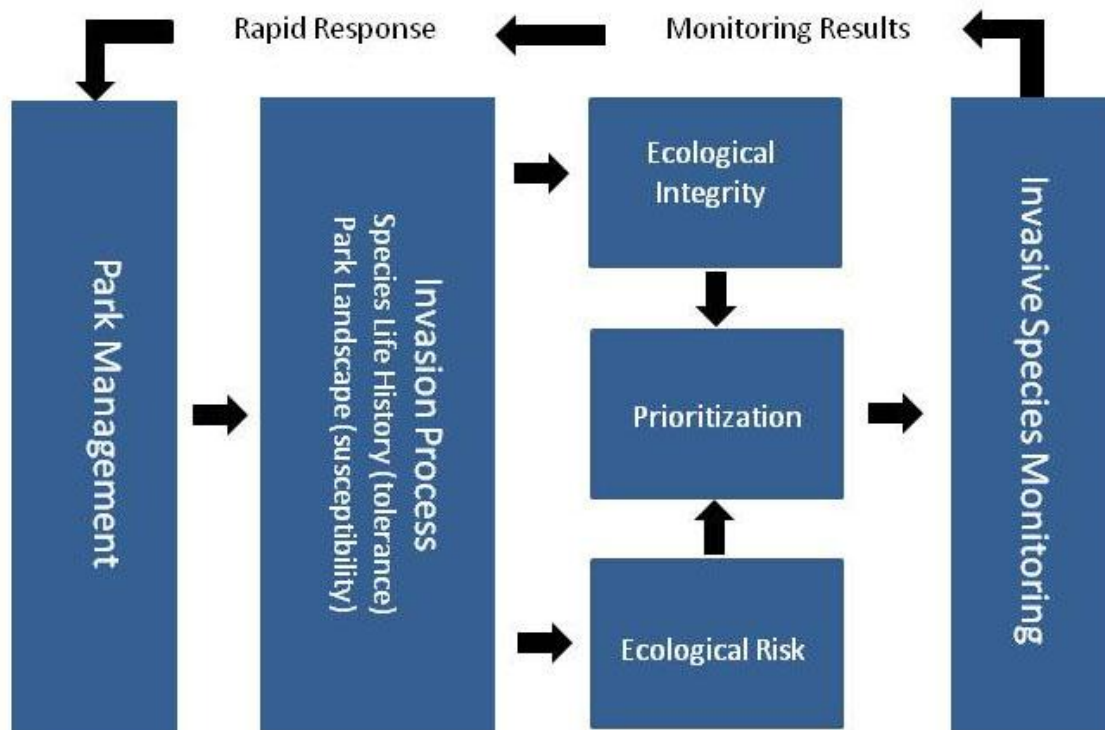 Rapid Response
Monitoring Results
Park Management
Invasion Process
Species Life History (tolerance)
Park Landscape (susceptibility)
Ecological
Integrity
Prioritization
Ecological Risk
Invasive Species Monitoring